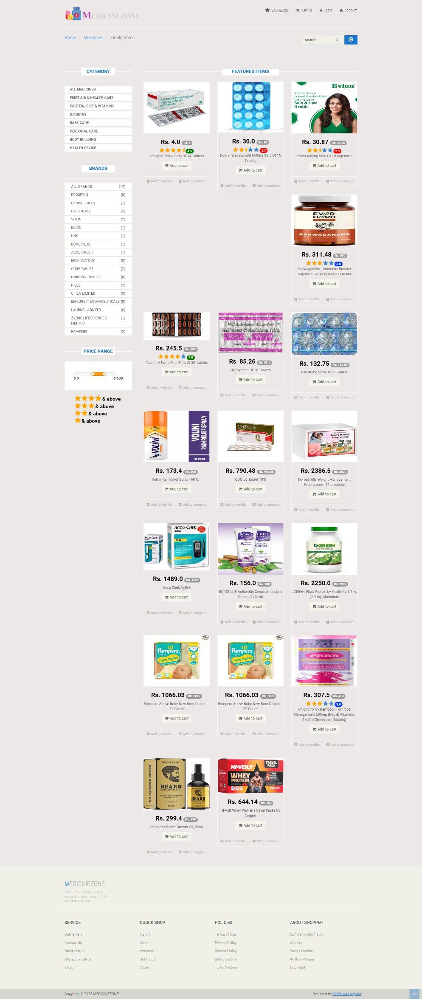 MEDICINEZONE
Wishlist(0) Cart(0) Login Account
Home Medicines Dr.Medizone
search
CATEGORY
ALL MEDICINES
FIRST AID & HEALTH CARE
PROTEIN, DIET & VITAMINS
DIABETES
BABY CARE
PERSONAL CARE
BODY BUILDING
HEALTH DEVICE
BRANDS
ALL BRANDS (17)
ECOSPRIN (0)
HERBAL HILLS (1)
EVER HERB (3)
VOLIN (1)
EVION (1)
UNS (1)
BORO PLUS (1)
ACCU CHECK (1)
MED FACTORY (0)
CURE TABLET (2)
UNICORN HEALTH (0)
PILLS (1)
CIPLA LIMITED (3)
EMCURE PHARMACEUTICALS (0)
LAURUS LABS LTD (0)
ZYDUS LIFESCIENCES (1)
LIMITED
PAMPERS (2)
PRICE RANGE
$ 0 $ 600
& above
& above
& above
& above
FEATURES ITEMS
ASPIRIN GASTRO-RESISTANT
TABLETS IP 325 MG
ECOSPRIN 325
Rs. 4.0 Rs. 6
4.5
Ecosprin 75mg Strip Of 14 Tablets
Add to cart
Add to wishlist Add to compare
Rs. 30.0 Rs. 40
2.5
Dolo (Paracetamol) 650mg Strip Of 15
Tablets
Add to cart
Add to wishlist Add to compare
Evion
Vitamin E is a
powerful antioxidant
that helps in
Skin & Hair
Health.
Rs. 30.87 Rs. 35.66
2.5
Evion 400mg Strip Of 10 Capsules
Add to cart
Add to wishlist Add to compare
EVER
HERB
ASHWAGANDHA
Rs. 311.48 Rs. 500
3.0
Ashwagandha - Immunity Booster
Capsules - Anxiety & Stress Relief
Add to cart
Add to wishlist Add to compare
Rs. 245.5 Rs. 285
4.0
Calcimax Forte Plus Strip Of 30 Tablets
Add to cart
Add to wishlist Add to compare
Methylcobalamin, Antioxidant,
Multivitamin & Multimineral Tablets
Oxiray Oxiray
Rs. 85.26 Rs. 90.5
Oxiray Strip Of 10 Tablets
Add to cart
Add to wishlist Add to compare
Rs. 132.75 Rs. 155.00
Pan 40mg Strip Of 15 Tablets
Add to cart
Add to wishlist Add to compare
VOLINI
VOLINI
PAIN RELIEF SPRAY
60G
Rs. 173.4 Rs. 200
Volini Pain Relief Spray - 60 Gm
Add to cart
Add to wishlist Add to compare
CoQ LC
Rs. 790.48 Rs. 956.56
COQ LC Tablet 10'S
Add to cart
Add to wishlist Add to compare
Men's Health
Programme
Rs. 2386.5 Rs. 2800
Herbal Hills Weight Management
Programme - 11 products
Add to cart
Add to wishlist Add to compare
ACCU-CHEK
Active
ACCU-CHEK
NEW!
Rs. 1489.0 Rs. 1725
Accu Chek Active
Add to cart
Add to wishlist Add to compare
BORO
PLUS
ANTISEPTIC
CREAM
Rs. 156.0 Rs. 180
BOROPLUS Antiseptic Cream Antiseptic
Cream (120 ml)
Add to cart
Add to wishlist Add to compare
bGREEN
PLANT PROTEIN
Rs. 2250.0 Rs. 2999
bGREEN Plant Protein by HealthKart, 1 kg
(2.2 lb), Chocolate
Add to cart
Add to wishlist Add to compare
Pampers
new baby
Rs. 1066.03 Rs. 1099
Pampers Active Baby New Born Diapers -
72 Count
Add to cart
Add to wishlist Add to compare
Pampers
new baby
Rs. 1066.03 Rs. 1099
Pampers Active Baby New Born Diapers -
72 Count
Add to cart
Add to wishlist Add to compare
CHIC
NUTRIX
CYSTERHOOD
PCOS
SUPPORTS
Rs. 307.5 Rs. 410
3.0
Chicnutrix Cysterhood - For Pcos
Management 600mg (Nac)& Vitaminc-
1x(20 Effervescent Tablets)
Add to cart
Add to wishlist Add to compare
MANCODE
BEARD
GROWTH OIL
50ml
BEARD GROWTH OIL
MANCODE
BEARD
Rs. 299.4 Rs. 499
Mancode Beard Growth Oil, 50ml
Add to cart
Add to wishlist Add to compare
HI-VOLT
WHEY
PROTEIN
TRAVEL
PACK
TEAR
MIX &
DRINK
Rs. 644.14 Rs. 750
Hi-Volt Whey Protien (Travel Pack) 6'S
(34gm)
Add to cart
Add to wishlist Add to compare
MEDICINEZONE
Lorem ipsum dolor sit amet,
consectetur adipisicing elit,sed
do eiusmod tempor
SERVICE
Online Help
Contact Us
Order Status
Change Location
FAQ's
QUOCK SHOP
T-Shirt
Mens
Womens
Gift Cards
Shoes
POLICIES
Terms of Use
Privecy Policy
Refund Policy
Billing System
Ticket System
ABOUT SHOPPER
Company Information
Careers
Store Location
Affillate Program
Copyright
Copyright © 2023 MEDICINEZONE
Designed by Siddhesh Lanjekar